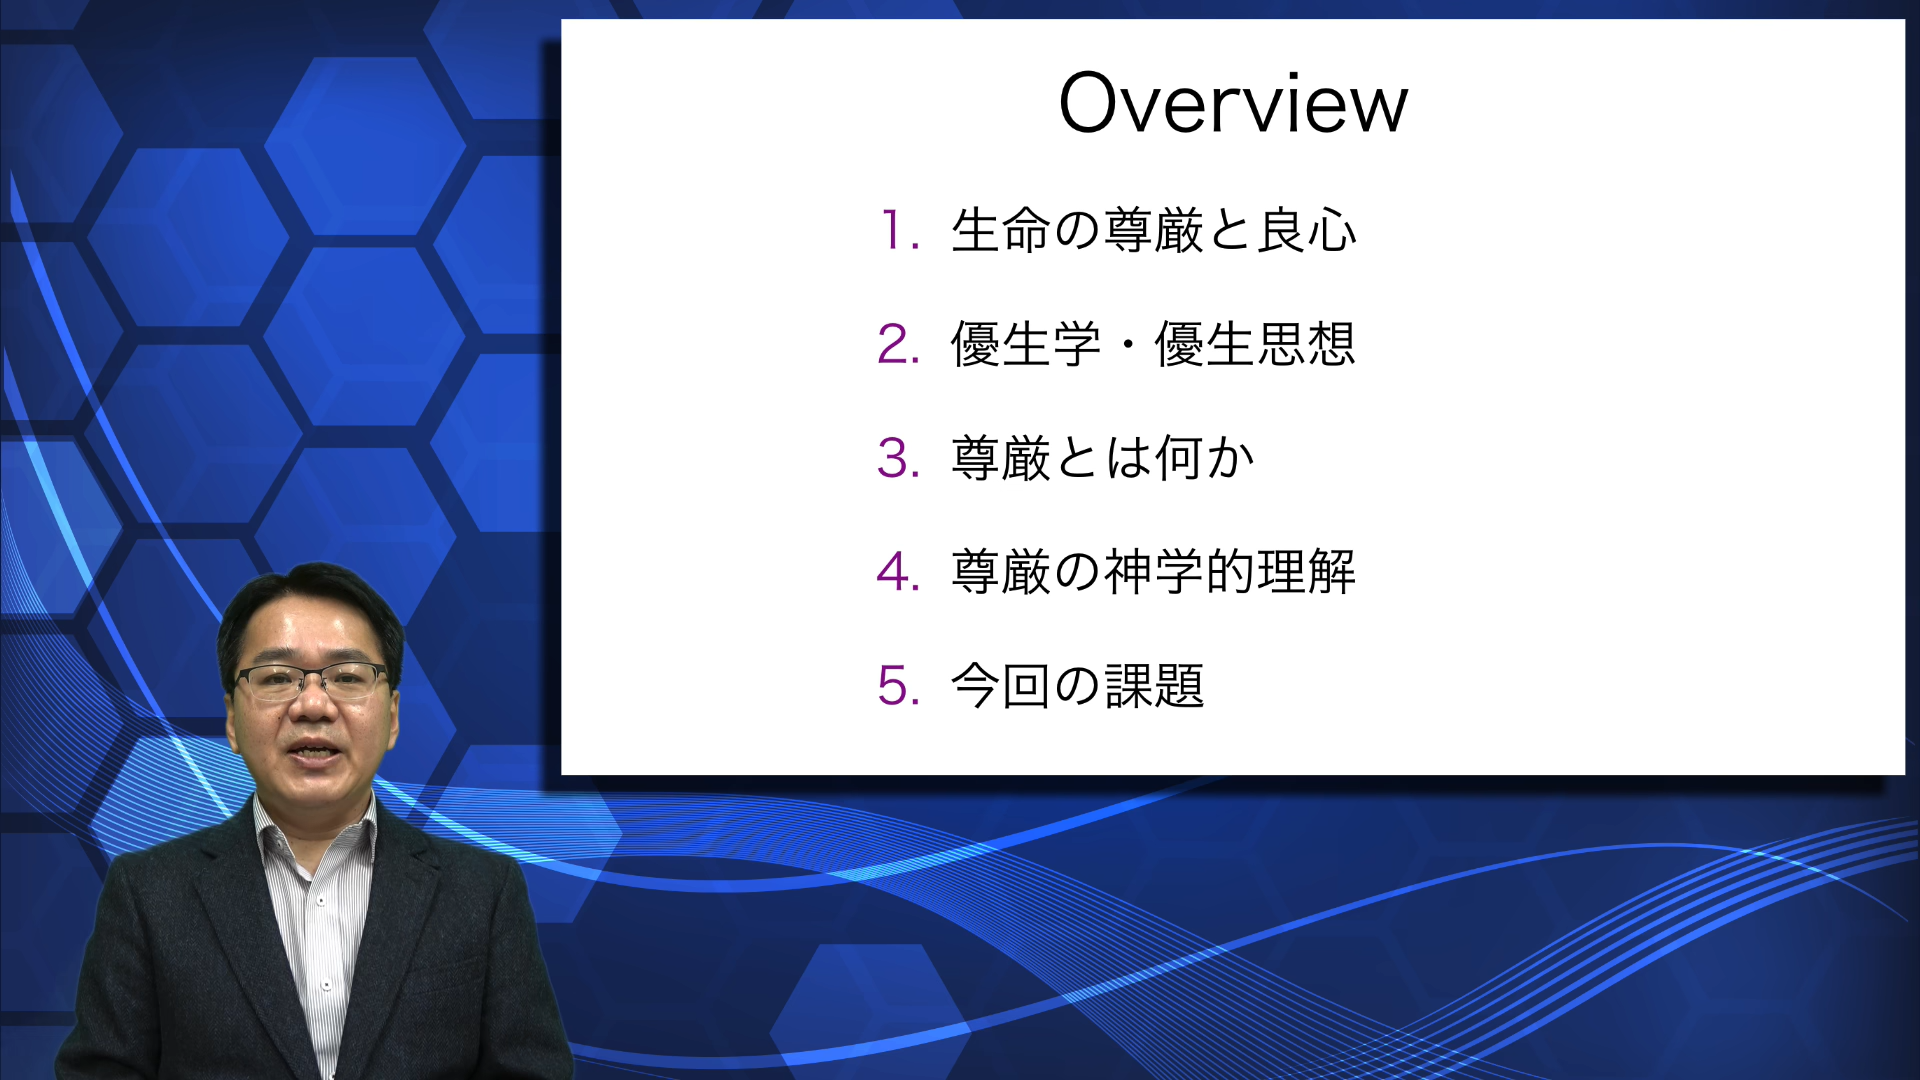 Overview
1. 生命の尊厳と良心
2. 優生学・優生思想
3. 尊厳とは何か
4. 尊厳の神学的理解
5. 今回の課題